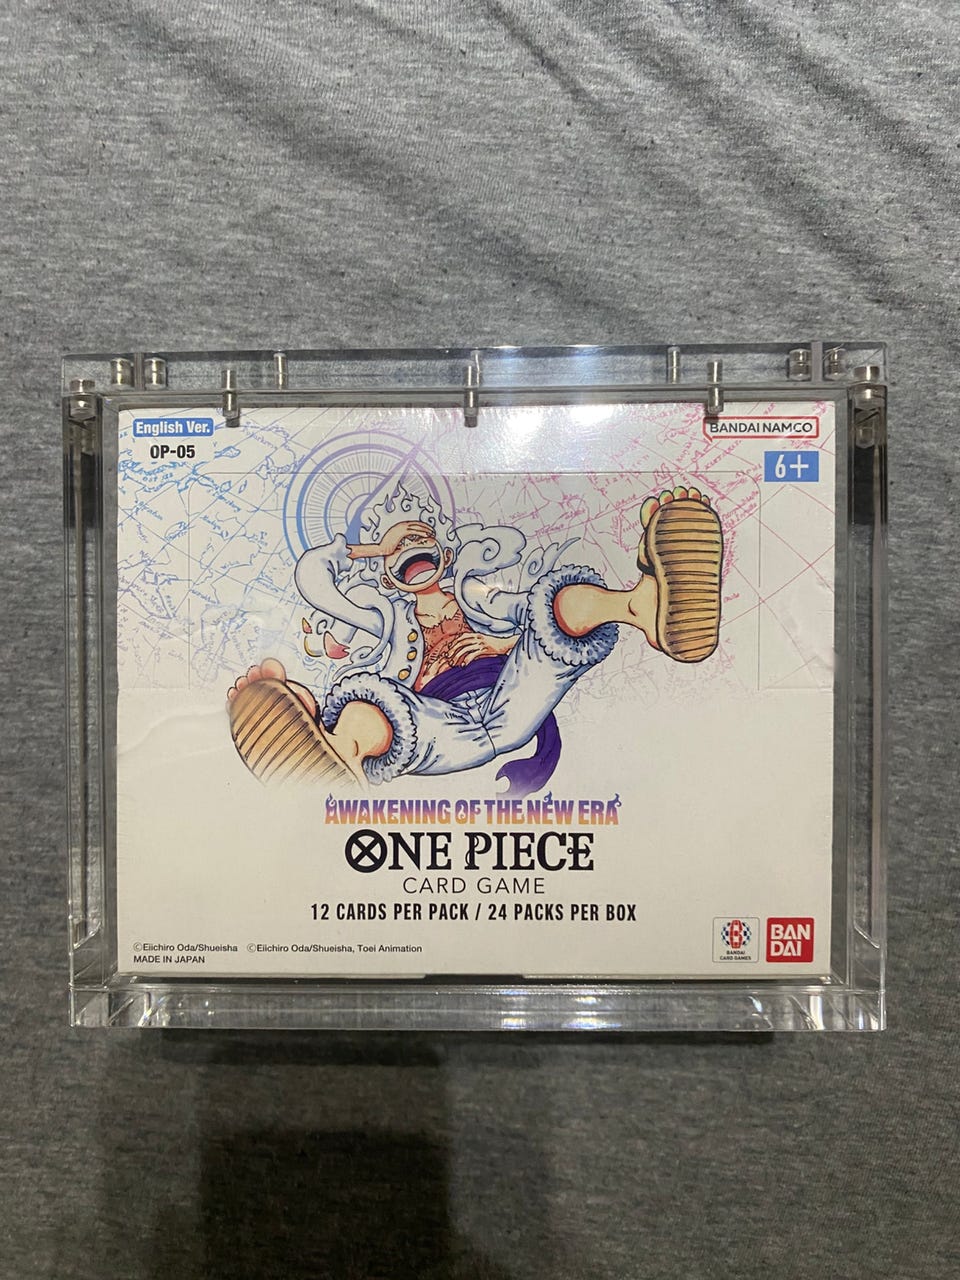 English Ver.
OP-05
BANDAI NAMCO
6+
AWAKENING OF THE NEW ERA
ONE PIECE
CARD GAME
12 CARDS PER PACK / 24 PACKS PER BOX
©Eiichiro Oda/Shueisha ©Eiichiro Oda/Shueisha, Toei Animation
MADE IN JAPAN
BANDAI
CARD GAMES
BAN
DAI